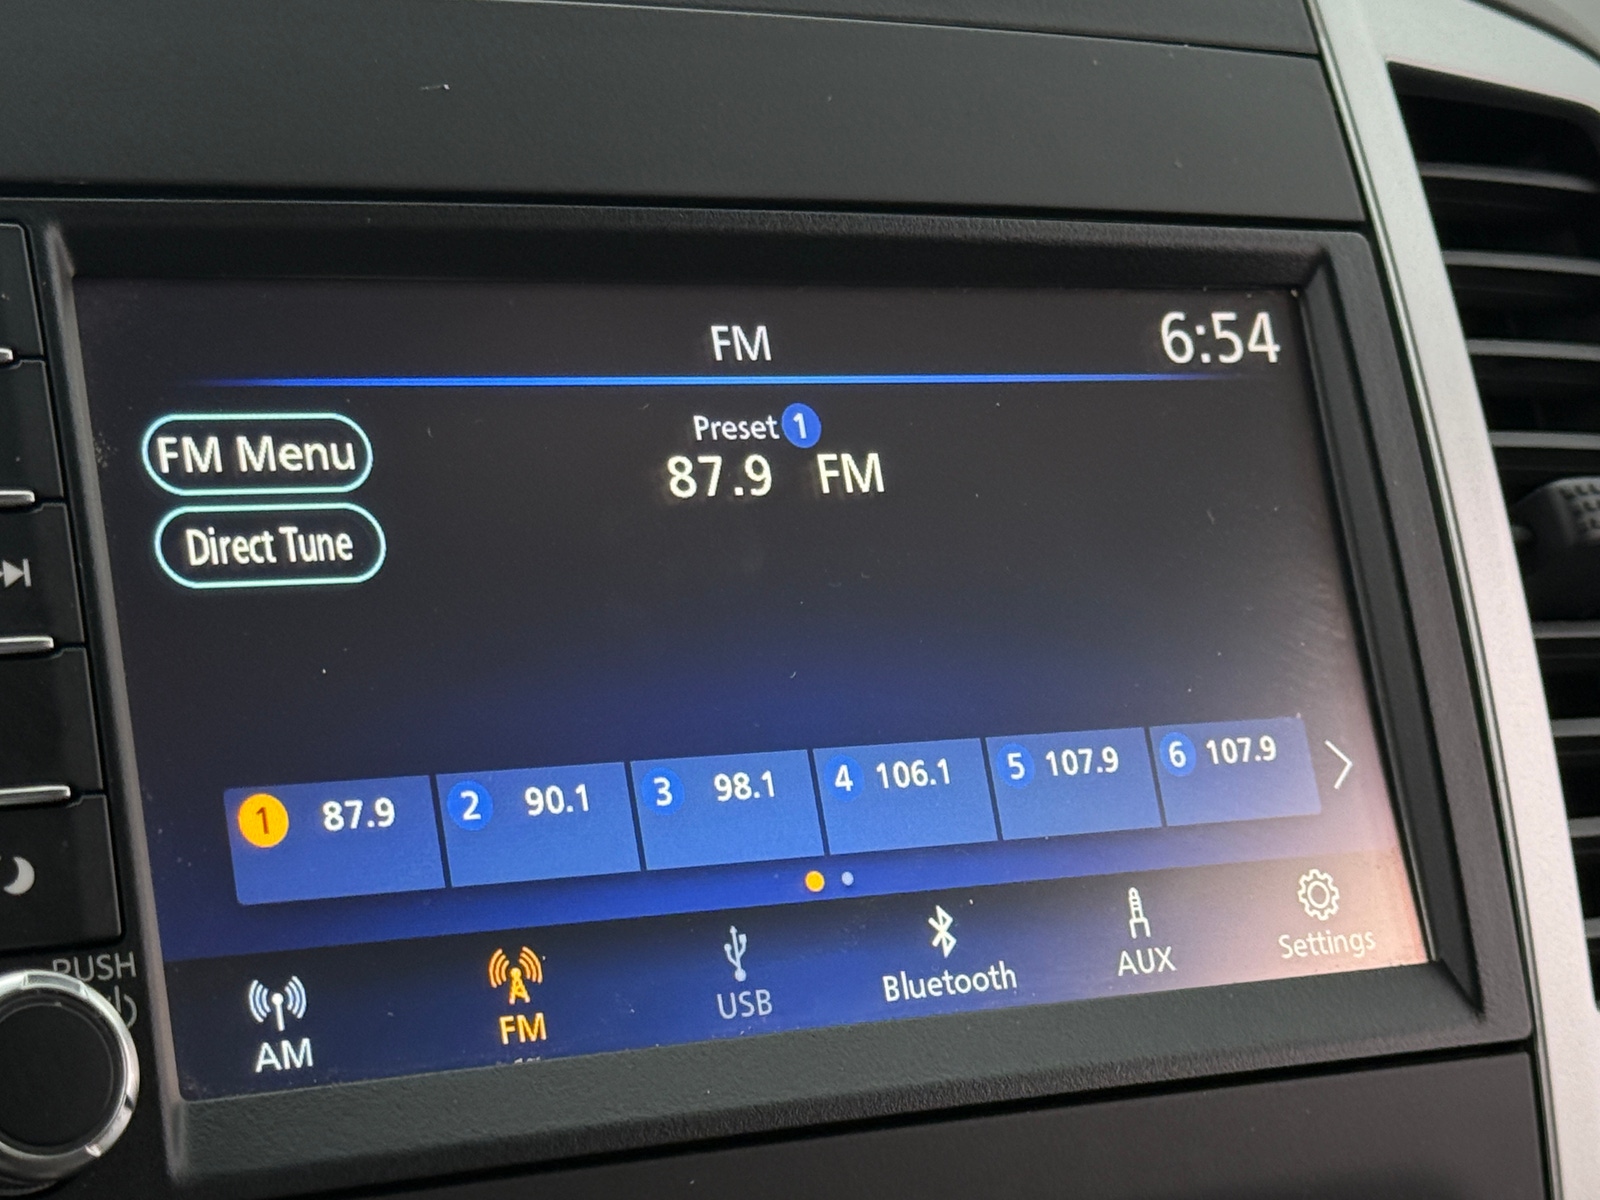 FM
6:54
FM Menu
Preset 1
87.9 FM
Direct Tune
1 87.9
2 90.1
3 98.1
4 106.1
5 107.9
6 107.9
AM
FM
USB
Bluetooth
AUX
Settings
PUSH